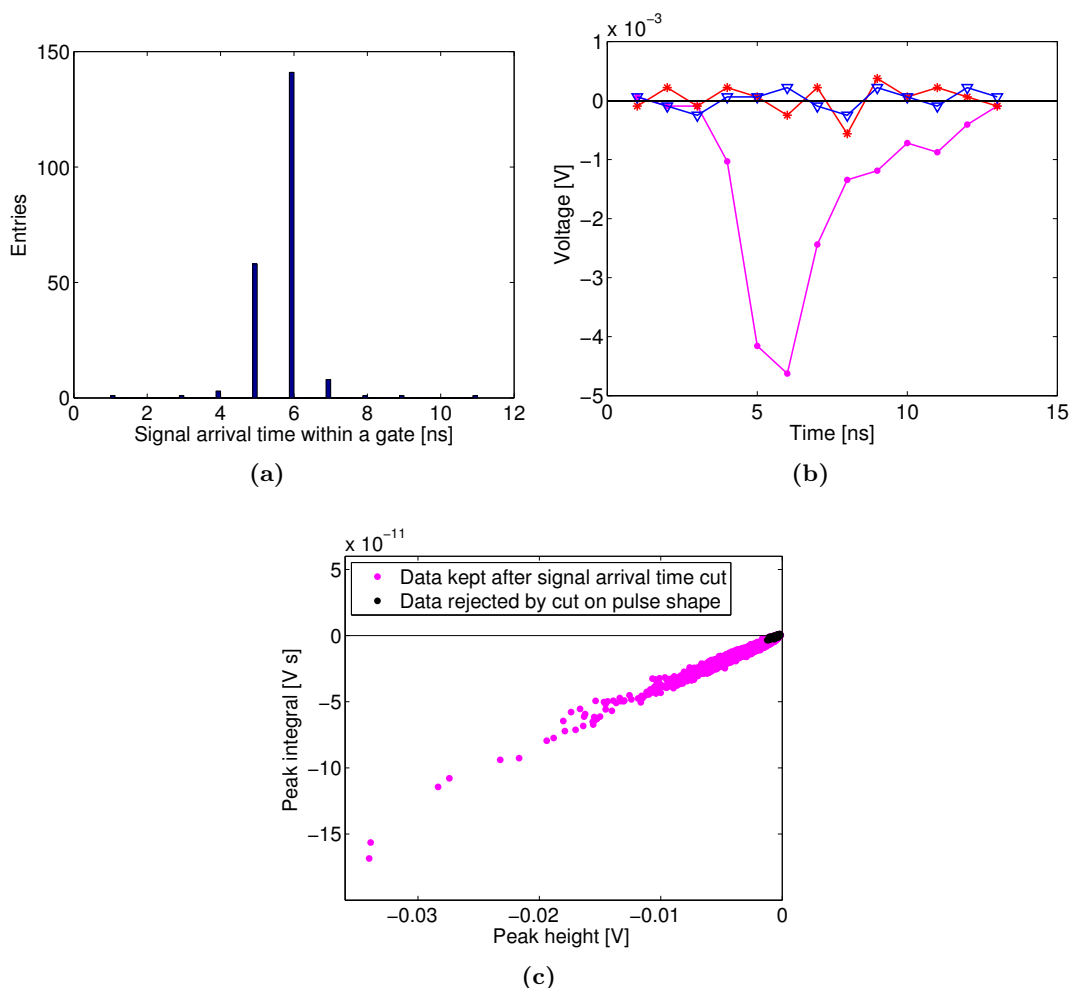 150
100
50
0
Entries
0 2 4 6 8 10 12
Signal arrival time within a gate [ns]
(a)
x 10⁻³
1
0
−1
−2
−3
−4
−5
Voltage [V]
0 5 10 15
Time [ns]
(b)
x 10⁻¹¹
5
0
−5
−10
−15
Peak integral [V s]
Data kept after signal arrival time cut
Data rejected by cut on pulse shape
−0.03 −0.02 −0.01 0
Peak height [V]
(c)